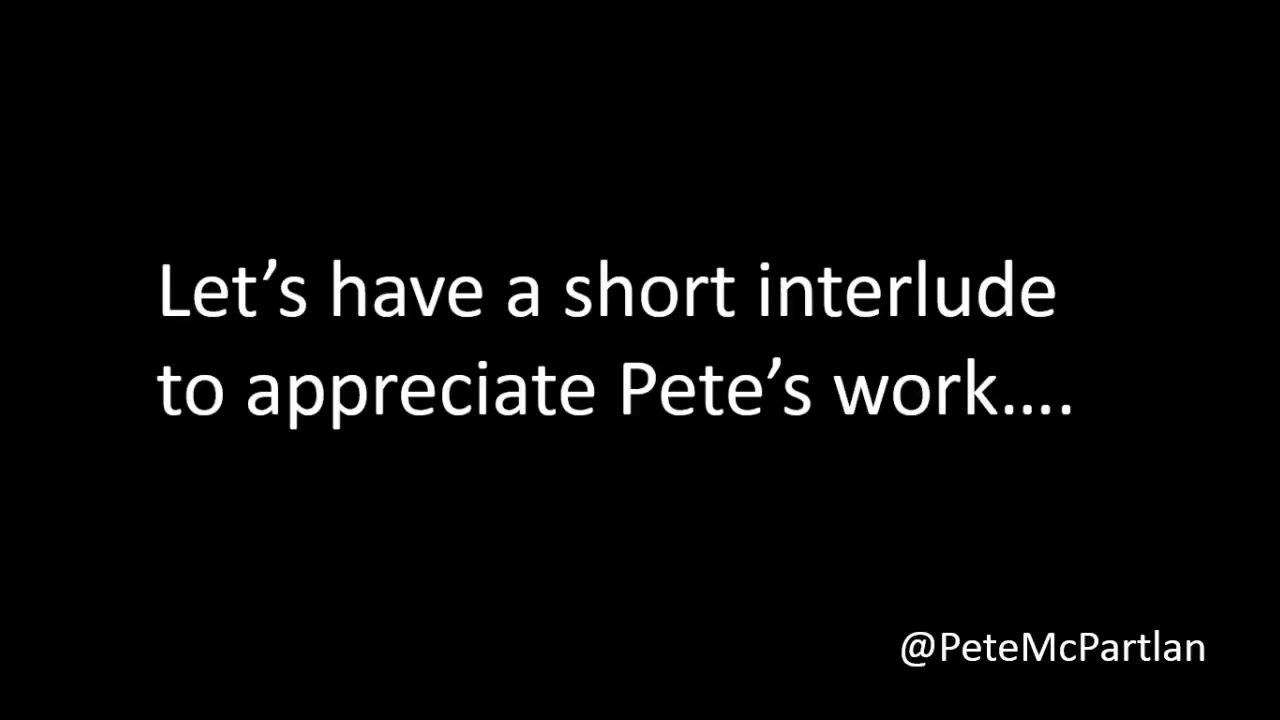 Let’s have a short interlude
to appreciate Pete’s work….
@PeteMcPartlan